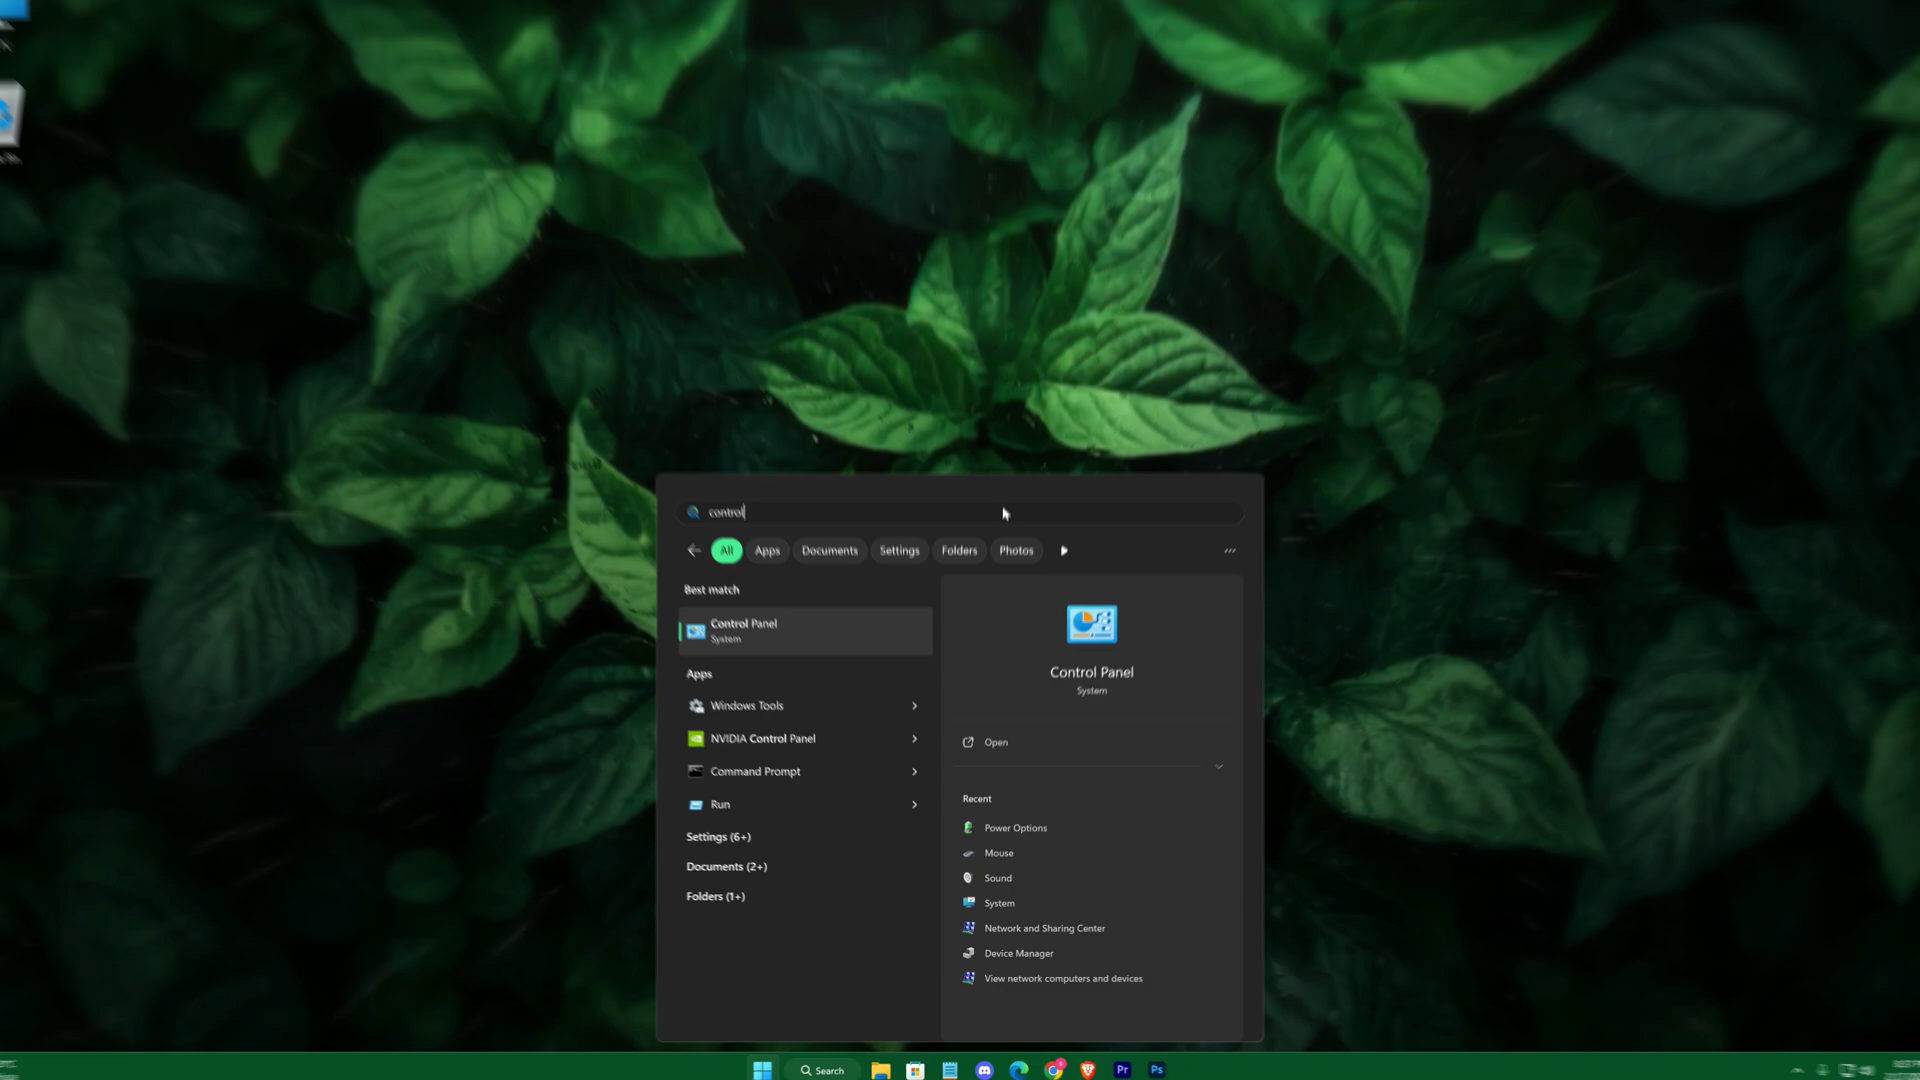 control
All Apps Documents Settings Folders Photos
Best match
Control Panel
System
Apps
Windows Tools
NVIDIA Control Panel
Command Prompt
Run
Settings (6+)
Documents (2+)
Folders (1+)
Control Panel
System
Open
Recent
Power Options
Mouse
Sound
System
Network and Sharing Center
Device Manager
View network computers and devices
Search
Pr
Ps